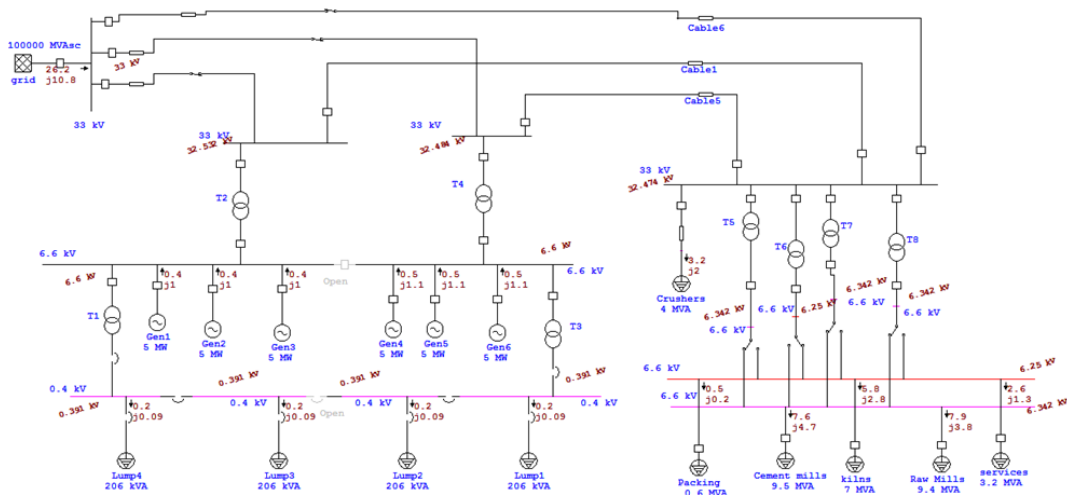 Cable6
100000 MVAsc
grid
26.2
j10.8
33 kV
33 kV
Cable1
Cable5
33 kV
32.532 kV
33 kV
32.484 kV
33 kV
32.474 kV
T2
T4
T5
T6
T7
T8
6.6 kV
6.6 kV
0.4
j1
0.4
j1
0.4
j1
Open
0.5
j1.1
0.5
j1.1
0.5
j1.1
6.6 kV
6.6 kV
3.2
j2
Crushers
4 MVA
6.342 kV
6.6 kV
6.6 kV
6.25 kV
6.342 kV
6.6 kV
6.342 kV
6.6 kV
T1
Gen1
5 MW
Gen2
5 MW
Gen3
5 MW
Gen4
5 MW
Gen5
5 MW
Gen6
5 MW
T3
0.4 kV
0.391 kV
0.391 kV
0.4 kV
Open
0.391 kV
0.4 kV
0.391 kV
0.4 kV
0.2
j0.09
0.2
j0.09
0.2
j0.09
0.2
j0.09
Lump4
206 kVA
Lump3
206 kVA
Lump2
206 kVA
Lump1
206 kVA
6.6 kV
6.25 kV
6.6 kV
6.342 kV
0.5
j0.2
7.6
j4.7
5.8
j2.8
7.9
j3.8
2.6
j1.3
Packing
0.6 MVA
Cement mills
9.5 MVA
kilns
7 MVA
Raw Mills
9.4 MVA
services
3.2 MVA